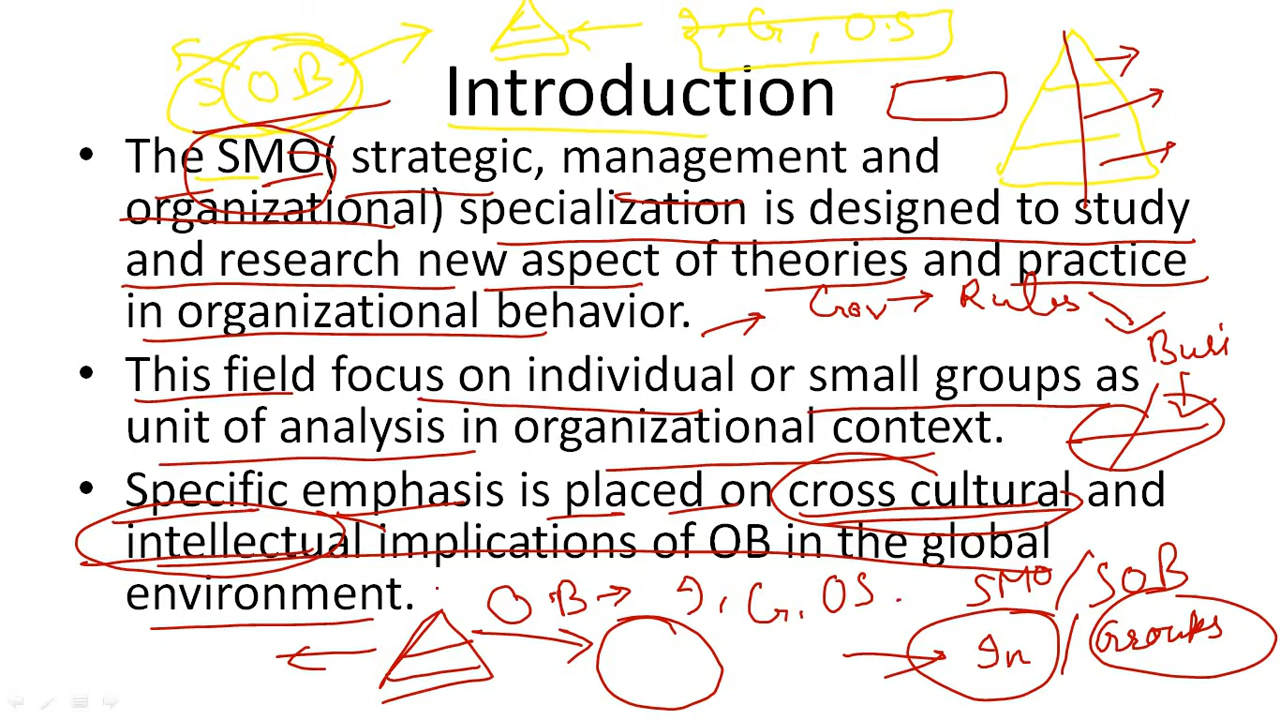 S OB
I, G, O.S
Introduction
• The SMO( strategic, management and
organizational) specialization is designed to study
and research new aspect of theories and practice
in organizational behavior.
Gov → Rules
Busi
• This field focus on individual or small groups as
unit of analysis in organizational context.
• Specific emphasis is placed on cross cultural and
intellectual implications of OB in the global
environment.
O.B → I, G, OS.
SMO / SOB
In / Groups